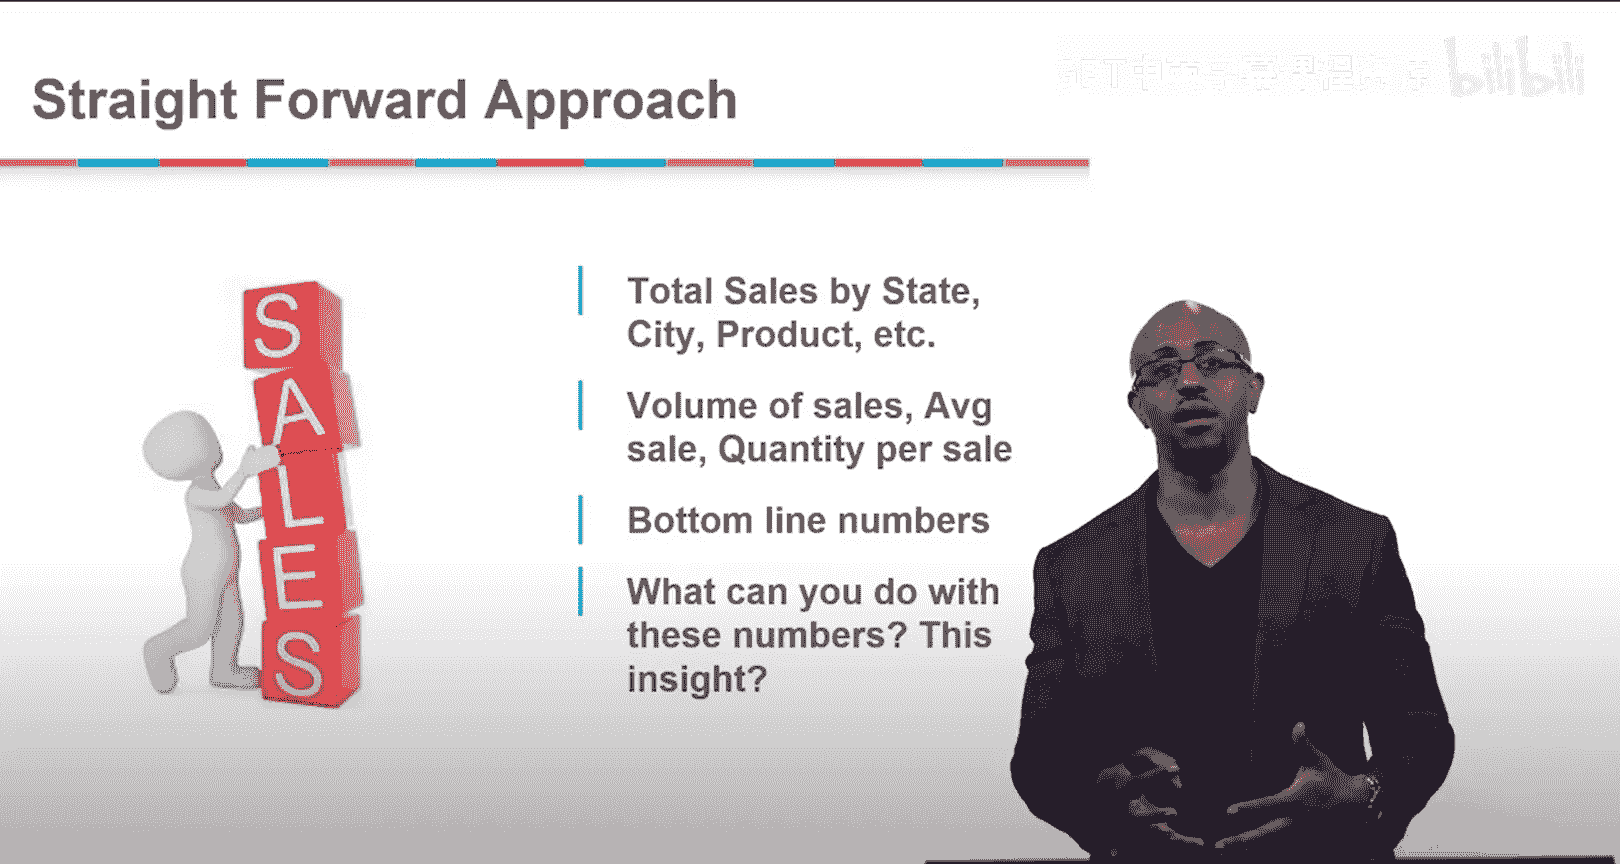 Straight Forward Approach
bilibili
SALES
Total Sales by State,
City, Product, etc.
Volume of sales, Avg
sale, Quantity per sale
Bottom line numbers
What can you do with
these numbers? This
insight?